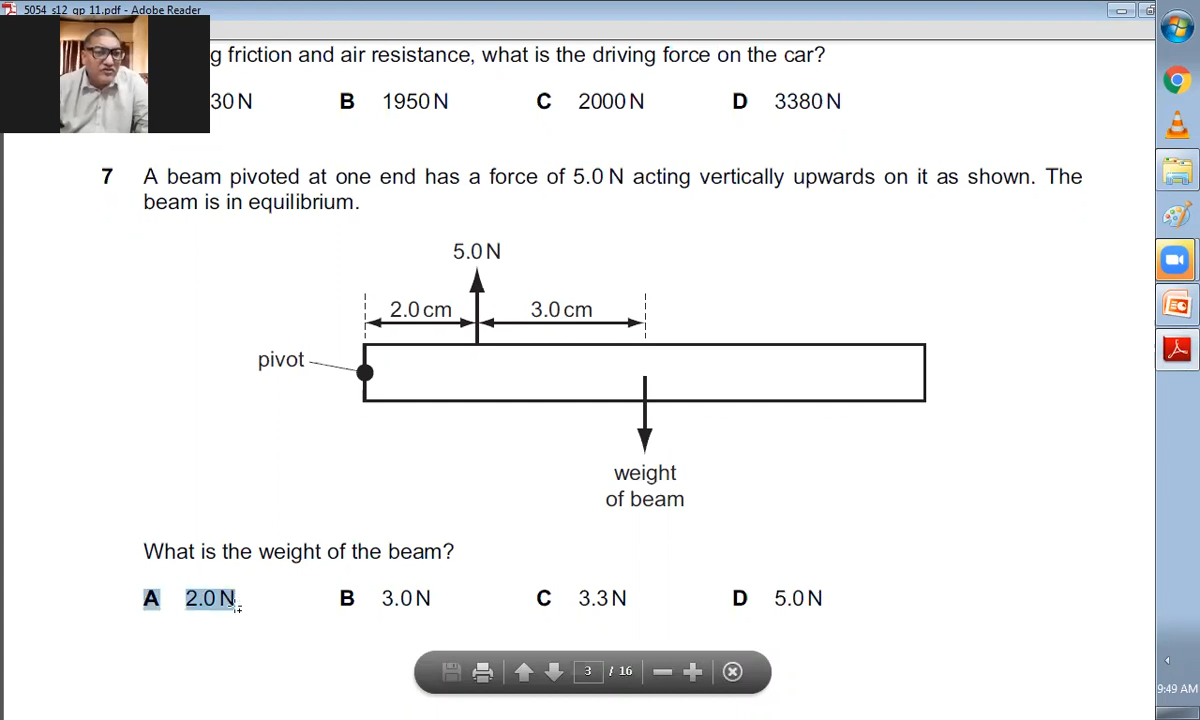 5054_s12_qp_11.pdf - Adobe Reader
g friction and air resistance, what is the driving force on the car?
30 N B 1950 N C 2000 N D 3380 N
7 A beam pivoted at one end has a force of 5.0 N acting vertically upwards on it as shown. The
beam is in equilibrium.
5.0 N
2.0 cm 3.0 cm
pivot
weight
of beam
What is the weight of the beam?
A 2.0 N B 3.0 N C 3.3 N D 5.0 N
3 / 16
9:49 AM